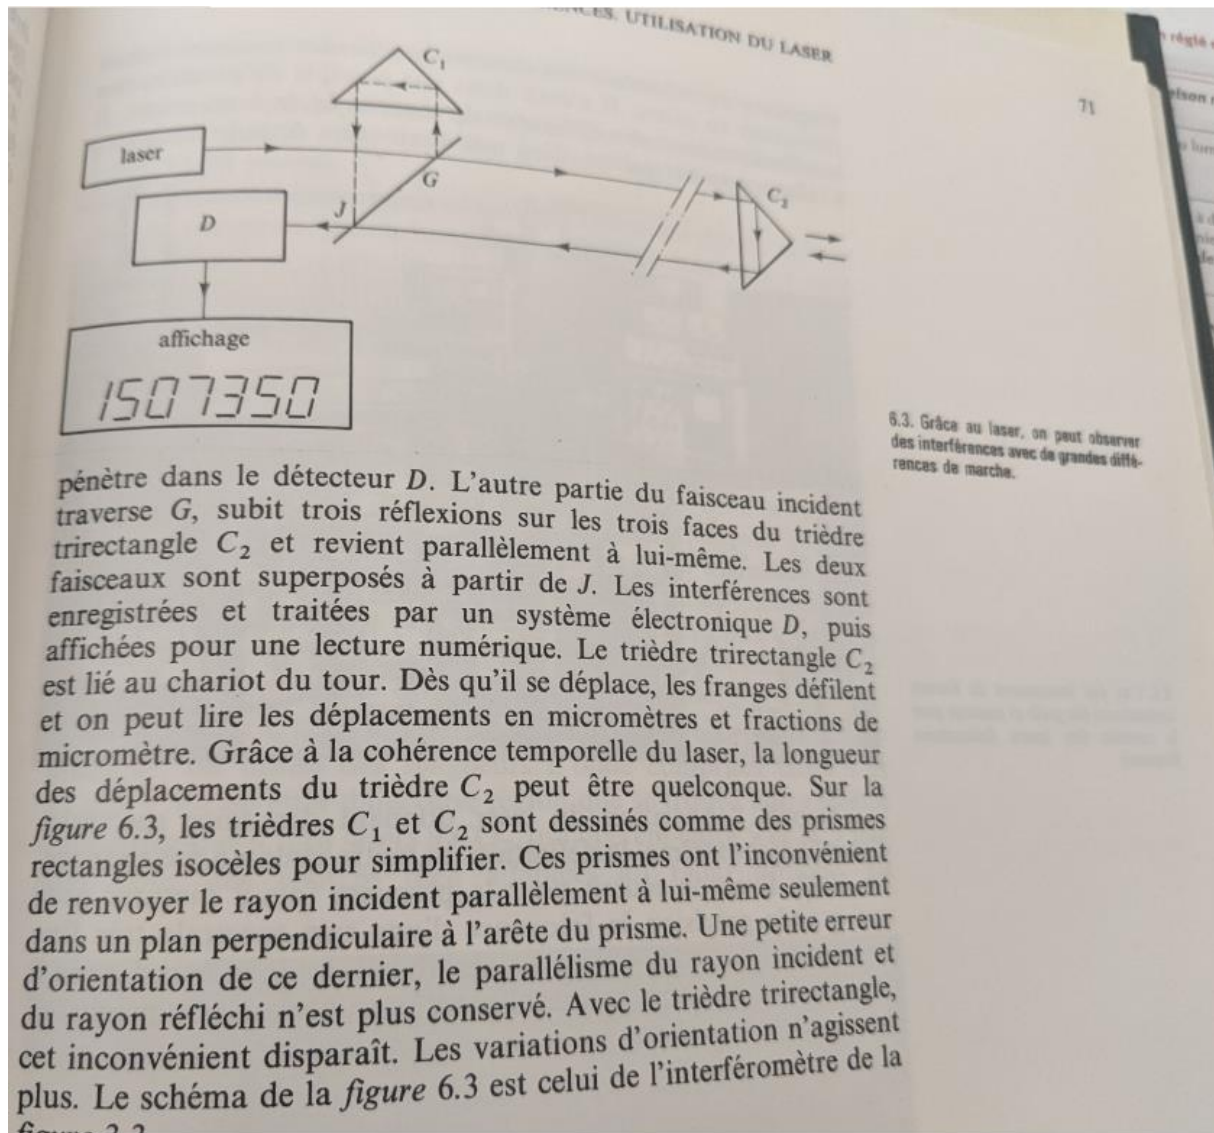 UTILISATION DU LASER
71
C₁
laser
G
J
C₂
D
affichage
1507350
6.3. Grâce au laser, on peut observer
des interférences avec de grandes diffé-
rences de marche.
pénètre dans le détecteur D. L'autre partie du faisceau incident
traverse G, subit trois réflexions sur les trois faces du trièdre
trirectangle C₂ et revient parallèlement à lui-même. Les deux
faisceaux sont superposés à partir de J. Les interférences sont
enregistrées et traitées par un système électronique D, puis
affichées pour une lecture numérique. Le trièdre trirectangle C₂
est lié au chariot du tour. Dès qu'il se déplace, les franges défilent
et on peut lire les déplacements en micromètres et fractions de
micromètre. Grâce à la cohérence temporelle du laser, la longueur
des déplacements du trièdre C₂ peut être quelconque. Sur la
figure 6.3, les trièdres C₁ et C₂ sont dessinés comme des prismes
rectangles isocèles pour simplifier. Ces prismes ont l'inconvénient
de renvoyer le rayon incident parallèlement à lui-même seulement
dans un plan perpendiculaire à l'arête du prisme. Une petite erreur
d'orientation de ce dernier, le parallélisme du rayon incident et
du rayon réfléchi n'est plus conservé. Avec le trièdre trirectangle,
cet inconvénient disparaît. Les variations d'orientation n'agissent
plus. Le schéma de la figure 6.3 est celui de l'interféromètre de la